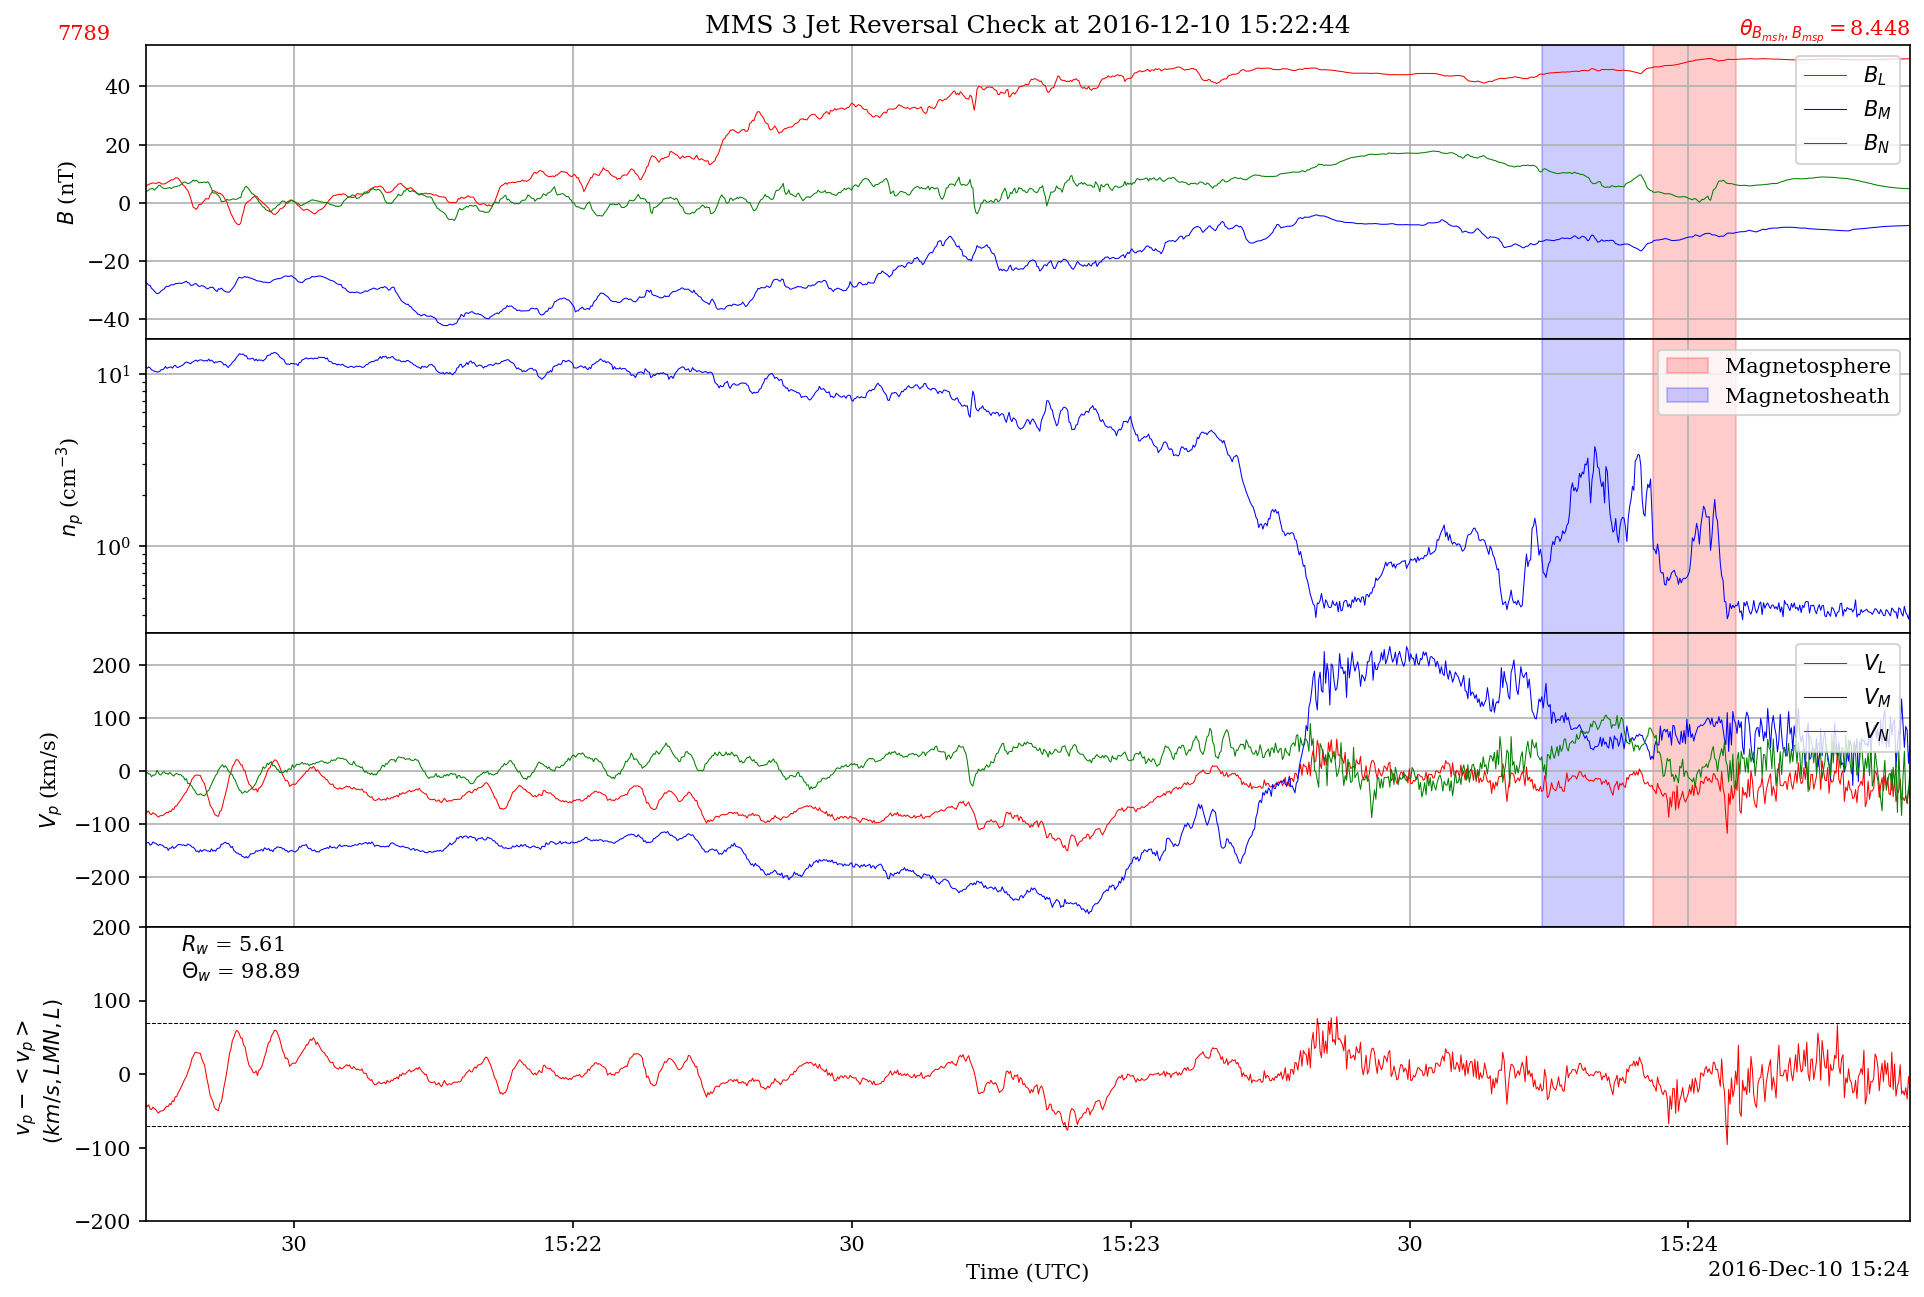 MMS 3 Jet Reversal Check at 2016-12-10 15:22:44
7789
θ_{B_{msh}, B_{msp}} = 8.448
B (nT)
40
20
0
−20
−40
B_L
B_M
B_N
n_p (cm^{−3})
10^1
10^0
Magnetosphere
Magnetosheath
V_p (km/s)
200
100
0
−100
−200
V_L
V_M
V_N
v_p − < v_p >
(km/s, LMN, L)
200
100
0
−100
−200
R_w = 5.61
Θ_w = 98.89
30
15:22
30
15:23
30
15:24
Time (UTC)
2016-Dec-10 15:24